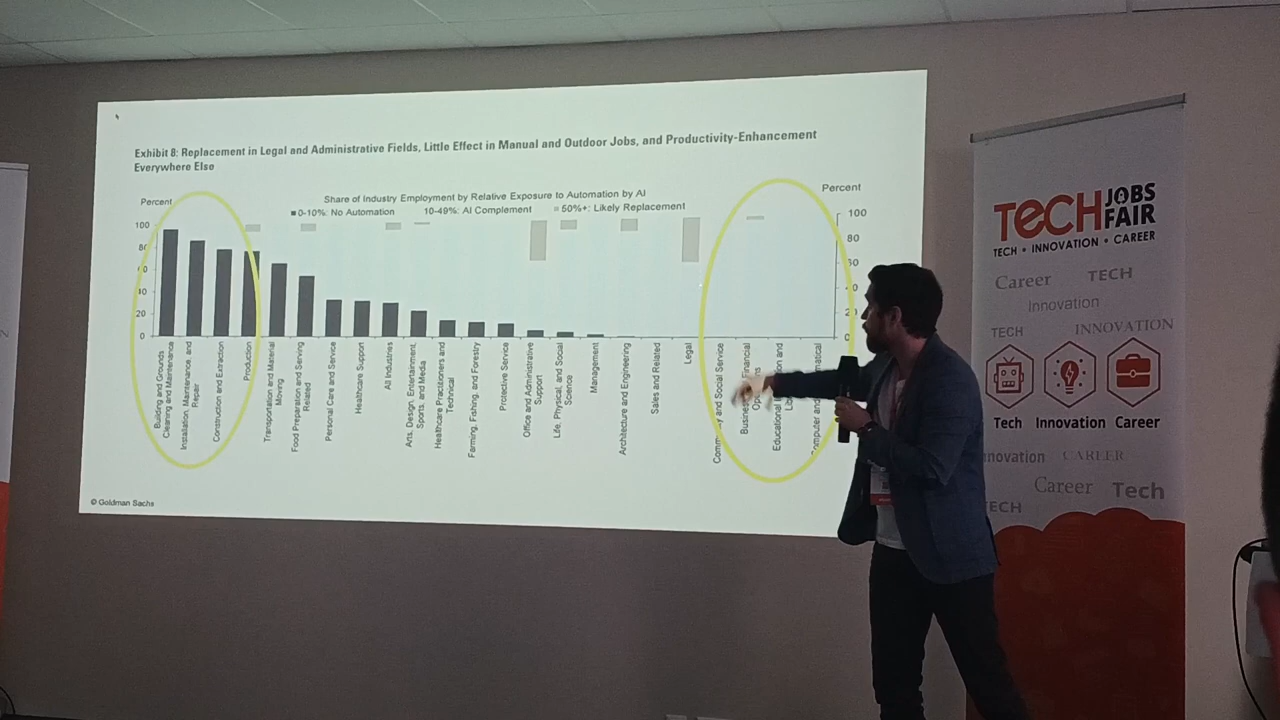 Exhibit 8: Replacement in Legal and Administrative Fields, Little Effect in Manual and Outdoor Jobs, and Productivity-Enhancement
Everywhere Else
Percent
Share of Industry Employment by Relative Exposure to Automation by AI
Percent
0-10%: No Automation
10-49%: AI Complement
50%+: Likely Replacement
100
80
40
20
0
100
80
0
Building and Grounds
Cleaning and Maintenance
Installation, Maintenance, and
Repair
Construction and Extraction
Production
Transportation and Material
Moving
Food Preparation and Serving
Related
Personal Care and Service
Healthcare Support
All Industries
Arts, Design, Entertainment,
Sports, and Media
Healthcare Practitioners and
Technical
Farming, Fishing, and Forestry
Protective Service
Office and Administrative
Support
Life, Physical, and Social
Science
Management
Architecture and Engineering
Sales and Related
Legal
and Social Service
Financial
Educational and
© Goldman Sachs
TECH JOBS
FAIR
TECH • INNOVATION • CAREER
Career TECH
Innovation
TECH INNOVATION
Tech Innovation Career
novation CAREER
Career Tech
ECH